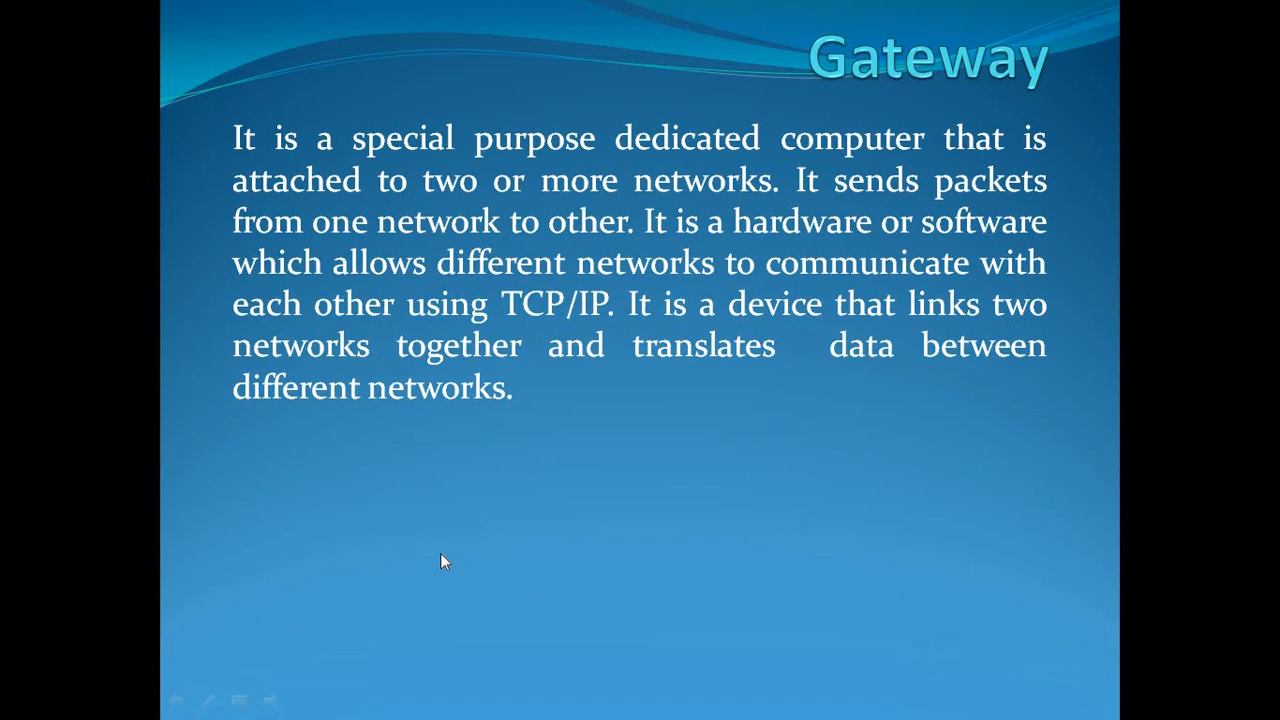 Gateway
It is a special purpose dedicated computer that is
attached to two or more networks. It sends packets
from one network to other. It is a hardware or software
which allows different networks to communicate with
each other using TCP/IP. It is a device that links two
networks together and translates data between
different networks.